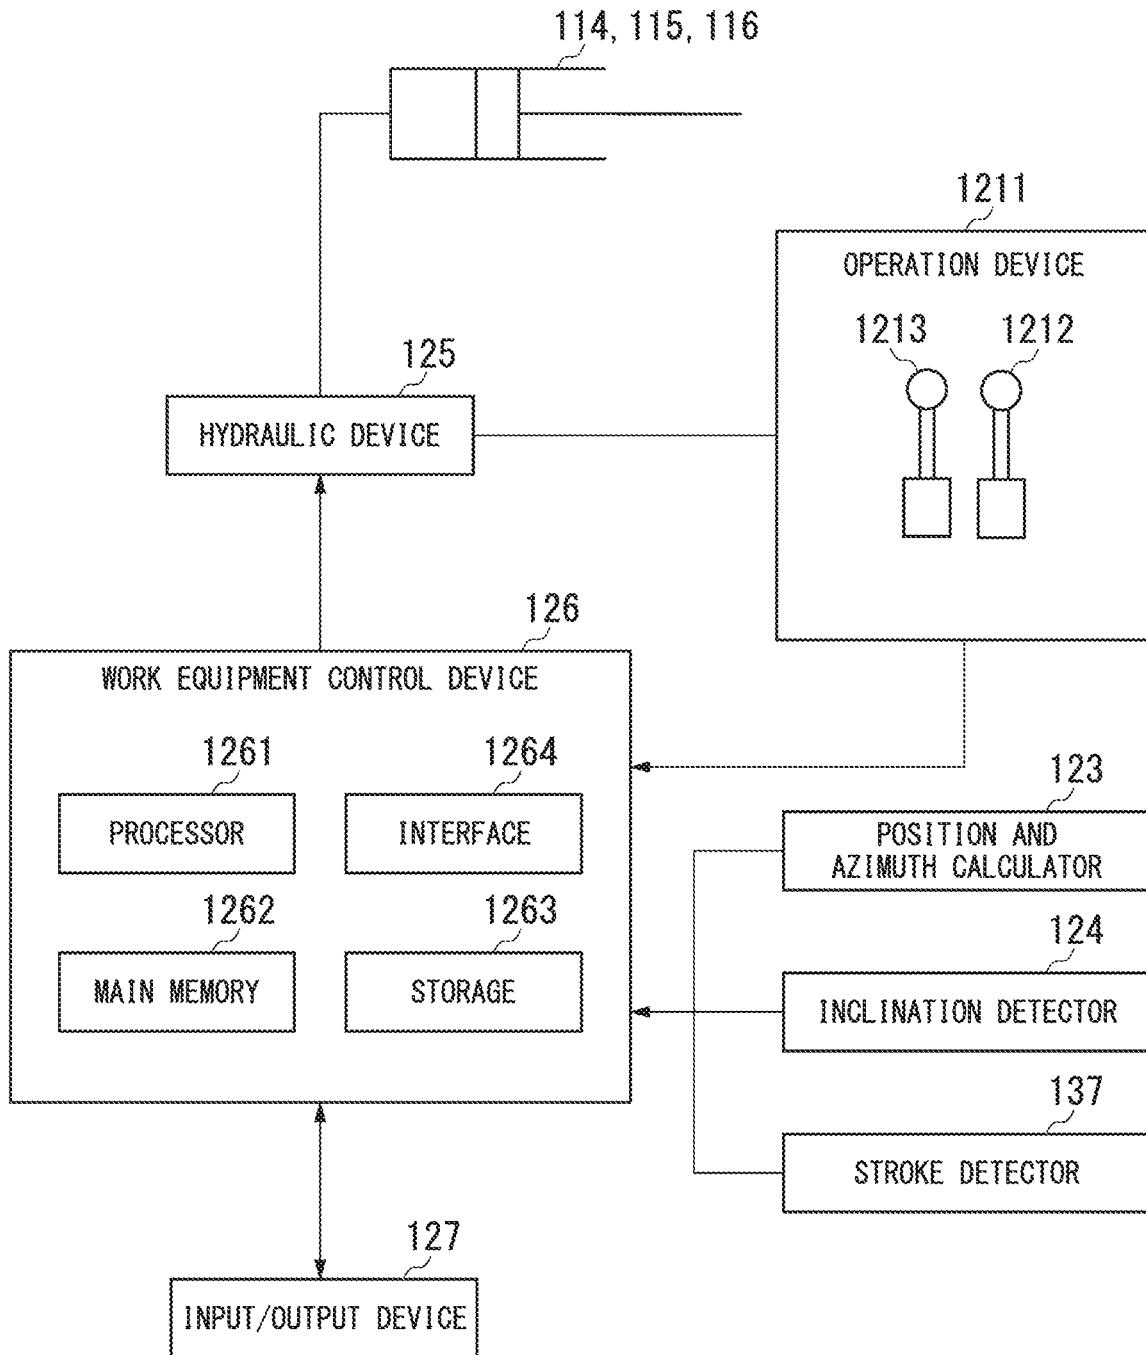 114, 115, 116
1211
OPERATION DEVICE
1213
1212
125
HYDRAULIC DEVICE
126
WORK EQUIPMENT CONTROL DEVICE
1261
1264
PROCESSOR
INTERFACE
1262
1263
MAIN MEMORY
STORAGE
123
POSITION AND
AZIMUTH CALCULATOR
124
INCLINATION DETECTOR
137
STROKE DETECTOR
127
INPUT/OUTPUT DEVICE